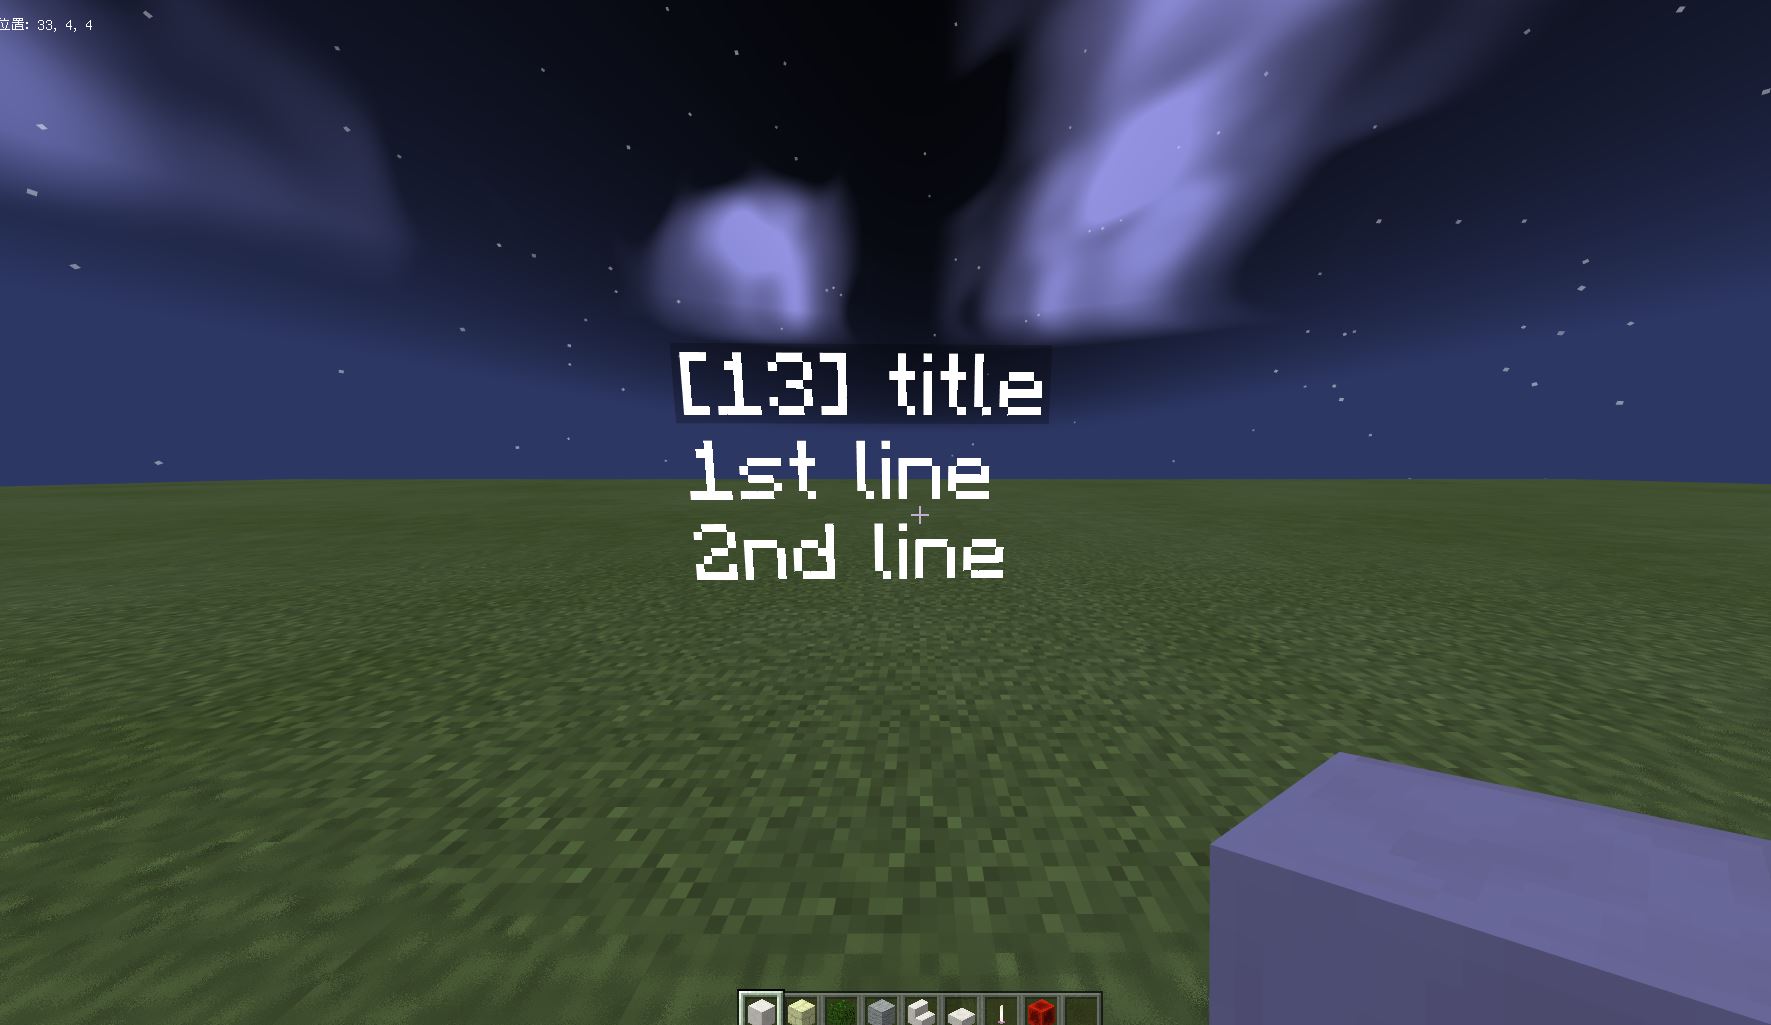 位置: 33, 4, 4
[13] title
1st line
2nd line